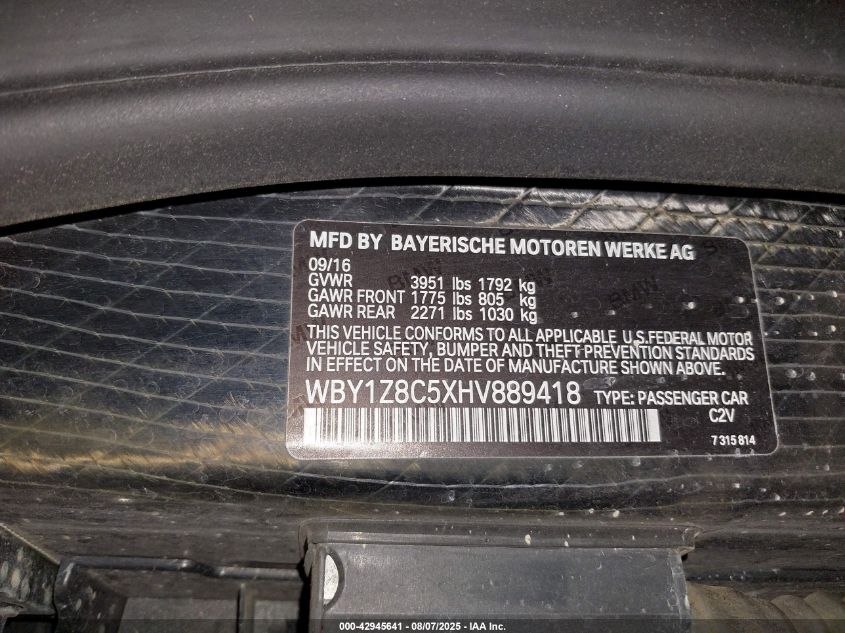 MFD BY BAYERISCHE MOTOREN WERKE AG
09/16
GVWR 3951 lbs 1792 kg
GAWR FRONT 1775 lbs 805 kg
GAWR REAR 2271 lbs 1030 kg
THIS VEHICLE CONFORMS TO ALL APPLICABLE U.S.FEDERAL MOTOR
VEHICLE SAFETY, BUMPER AND THEFT PREVENTION STANDARDS
IN EFFECT ON THE DATE OF MANUFACTURE SHOWN ABOVE.
WBY1Z8C5XHV889418 TYPE: PASSENGER CAR
C2V
7 315 814
000-42945641 - 08/07/2025 - IAA Inc.